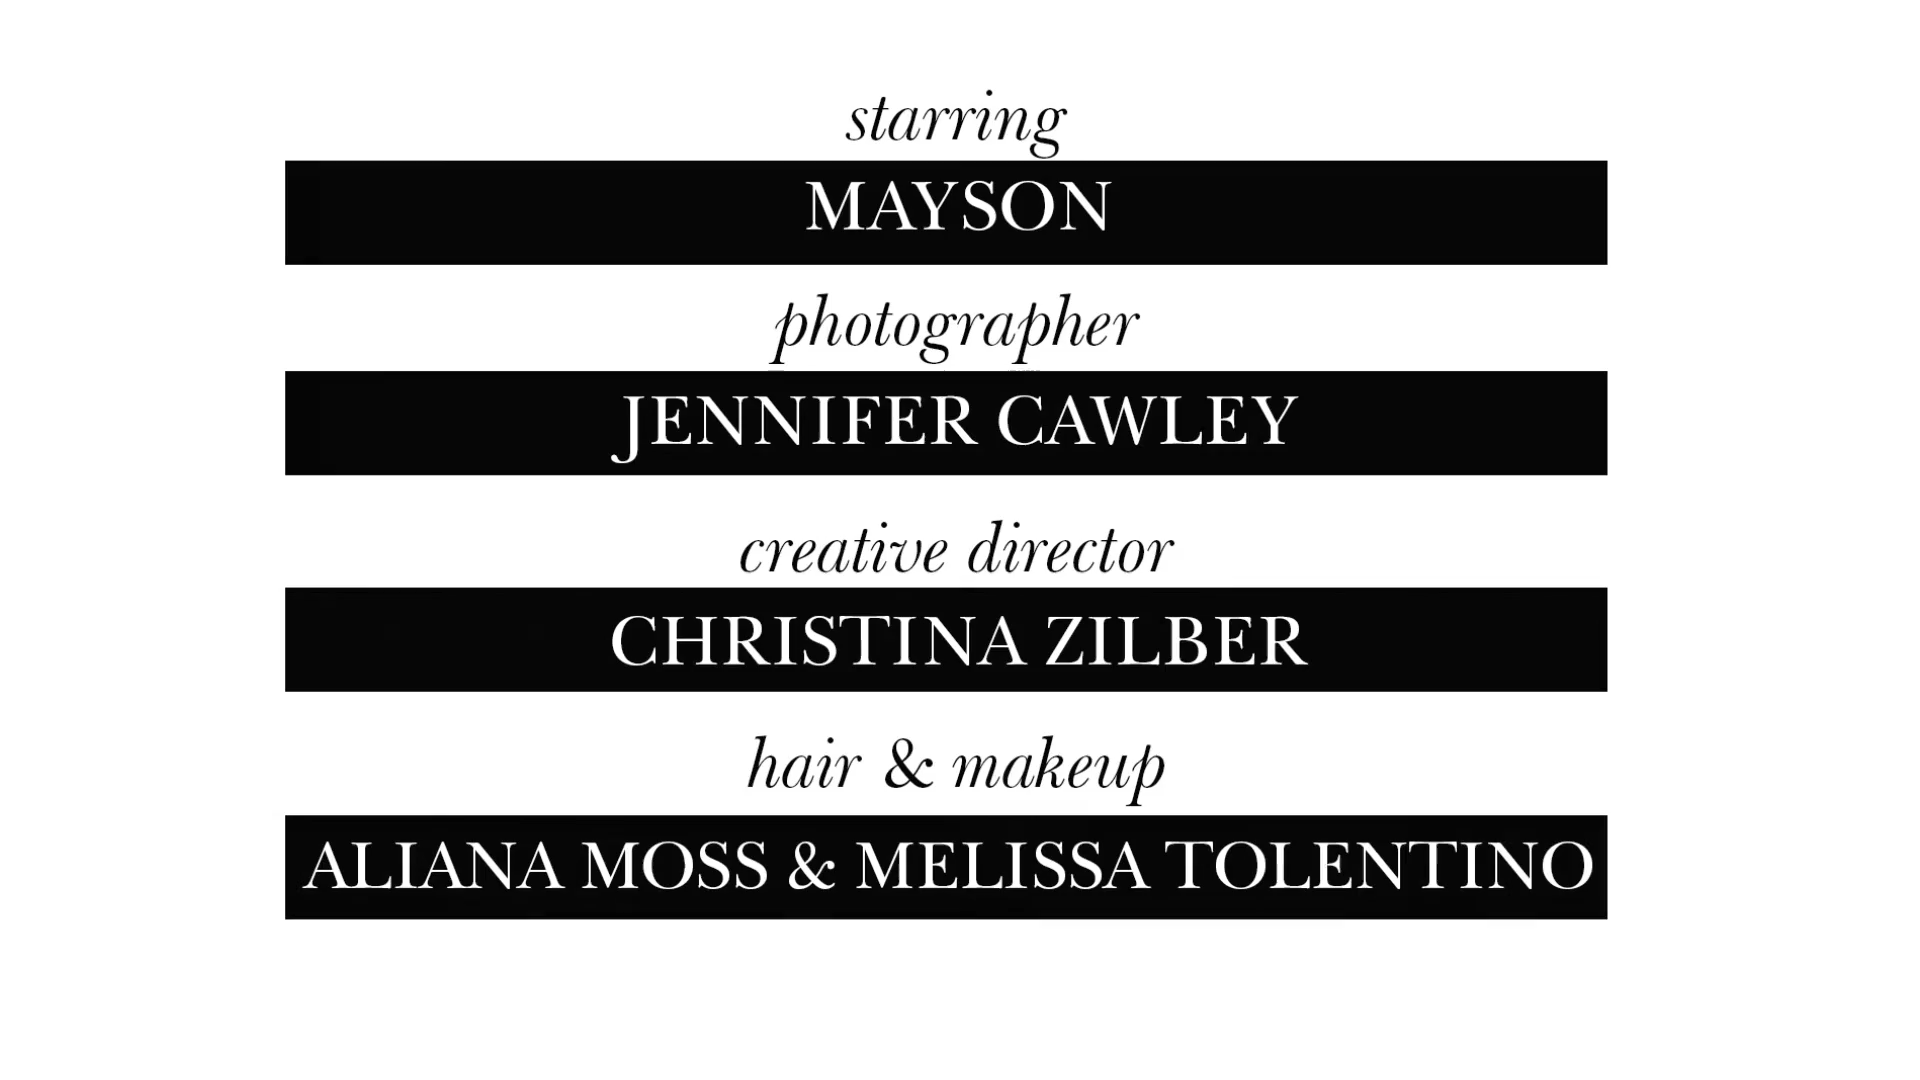 starring
MAYSON
photographer
JENNIFER CAWLEY
creative director
CHRISTINA ZILBER
hair & makeup
ALIANA MOSS & MELISSA TOLENTINO